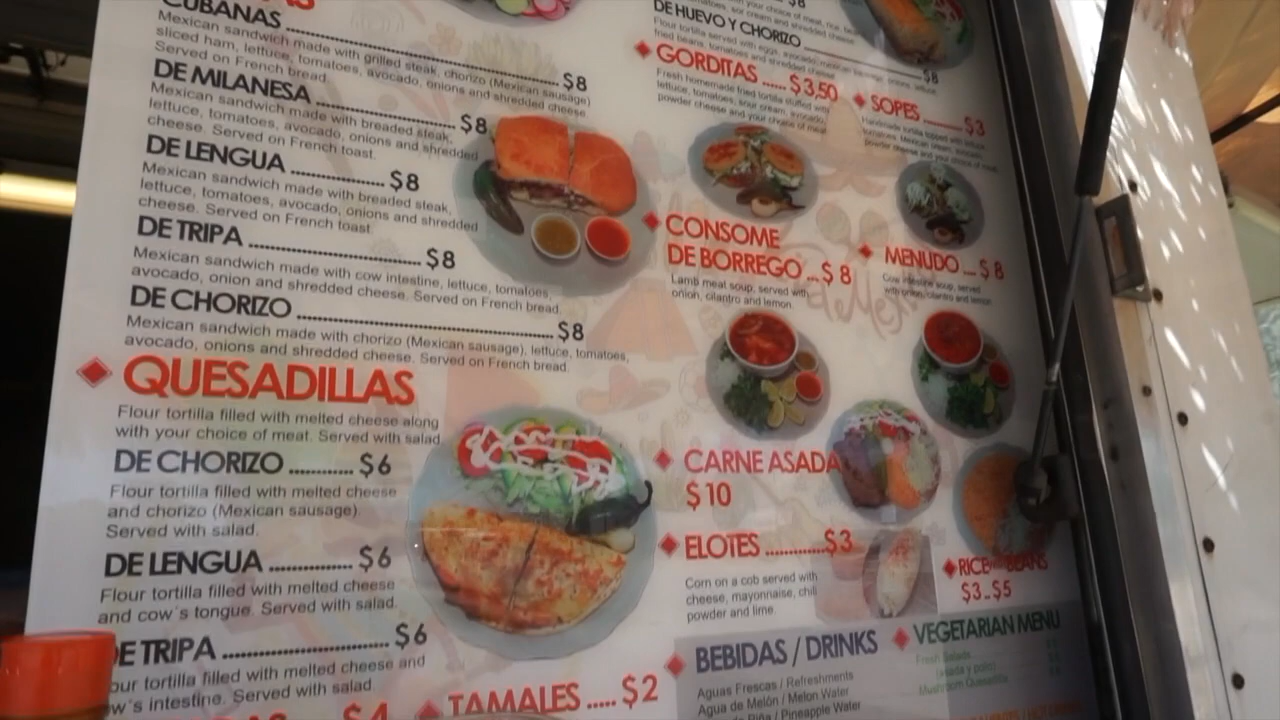 CUBANAS ........ $8
Mexican sandwich made with grilled steak, chorizo (Mexican sausage)
sliced ham, lettuce, tomatoes, avocado, onions and shredded cheese.
Served on French bread.
DE MILANESA ........ $8
Mexican sandwich made with breaded steak,
lettuce, tomatoes, avocado, onions and shredded
cheese. Served on French toast.
DE LENGUA ........ $8
Mexican sandwich made with breaded steak,
lettuce, tomatoes, avocado, onions and shredded
cheese. Served on French toast.
DE TRIPA ........ $8
Mexican sandwich made with cow intestine, lettuce, tomatoes,
avocado, onion and shredded cheese. Served on French bread.
DE CHORIZO ........ $8
Mexican sandwich made with chorizo (Mexican sausage), lettuce, tomatoes,
avocado, onions and shredded cheese. Served on French bread.
QUESADILLAS
Flour tortilla filled with melted cheese along
with your choice of meat. Served with salad
DE CHORIZO ........ $6
Flour tortilla filled with melted cheese
and chorizo (Mexican sausage)
Served with salad.
DE LENGUA ........ $6
Flour tortilla filled with melted cheese
and cow´s tongue. Served with salad.
DE TRIPA ........ $6
our tortilla filled with melted cheese and
w's intestine. Served with salad.
$4
TAMALES ..... $2
$8
DE HUEVO Y CHORIZO ........ $8
Flour tortilla served with eggs, avocado,
fried beans, tomatoes and shredded cheese
GORDITAS ...... $3,50
Fresh homemade fried tortilla stuffed with
lettuce, tomatoes, sour cream, avocado,
powder cheese and your choice of meat
SOPES ........ $3
Handmade tortilla topped with lettuce
tomatoes, Mexican cream, avocado,
powder cheese and your choice of meat
CONSOME
DE BORREGO ...$ 8
Lamb meat soup, served with
onion, cilantro and lemon.
MENUDO ... $ 8
Cow intestine soup, served
with onion, cilantro and lemon
CARNE ASADA
$ 10
ELOTES .............$3
Corn on a cob served with
cheese, mayonnaise, chili
powder and lime.
RICE BEANS
$3..$5
BEBIDAS / DRINKS
Aguas Frescas / Refreshments
Agua de Melón / Melon Water
Piña / Pineapple Water
VEGETARIAN MENU
Fresh Salads
Mushroom Quesadilla